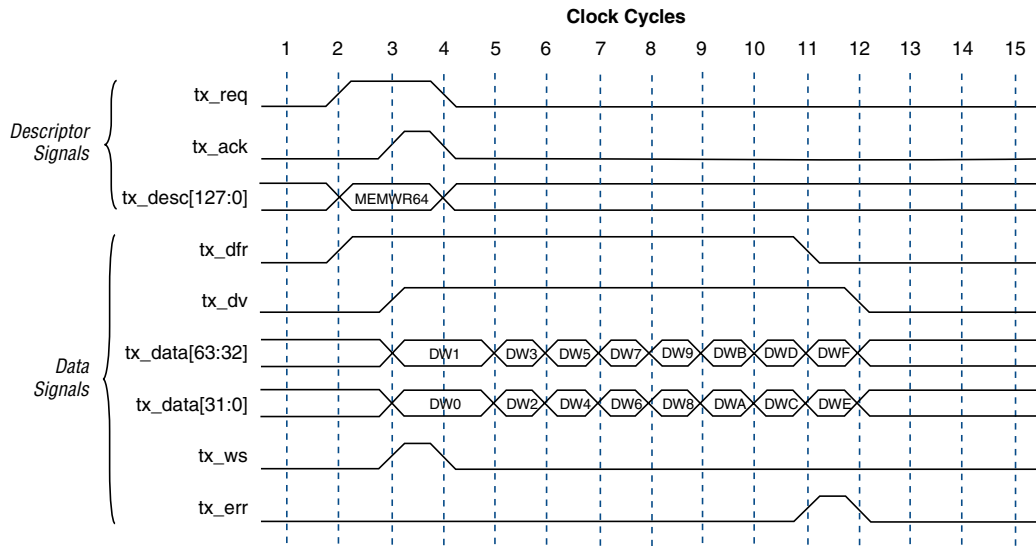 Clock Cycles
1 2 3 4 5 6 7 8 9 10 11 12 13 14 15
Descriptor
Signals
tx_req
tx_ack
tx_desc[127:0] MEMWR64
Data
Signals
tx_dfr
tx_dv
tx_data[63:32] DW1 DW3 DW5 DW7 DW9 DWB DWD DWF
tx_data[31:0] DW0 DW2 DW4 DW6 DW8 DWA DWC DWE
tx_ws
tx_err